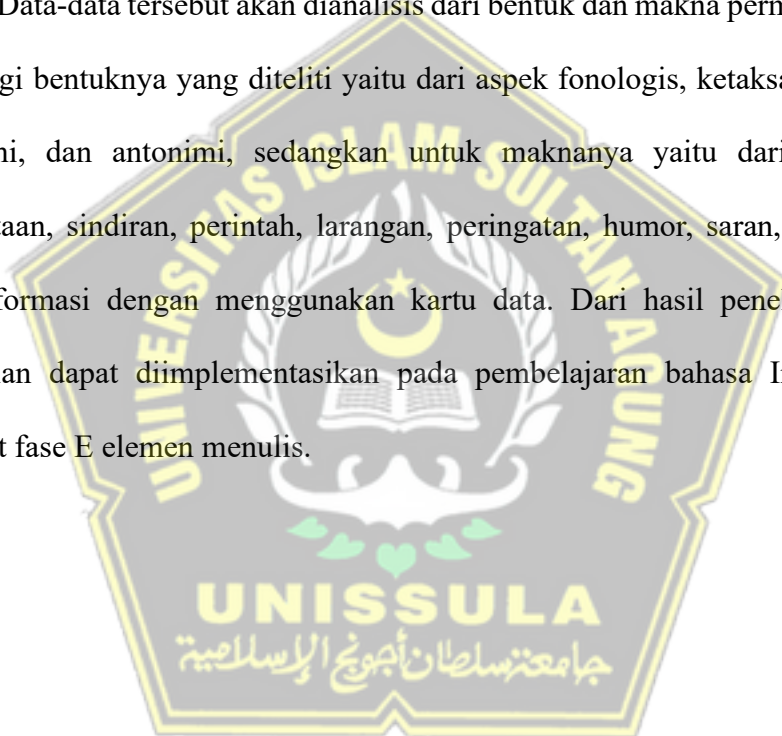 Data-data tersebut akan dianalisis dari bentuk dan makna
gi bentuknya yang diteliti yaitu dari aspek fonologis,
ni, dan antonimi, sedangkan untuk maknanya yaitu dari
taan, sindiran, perintah, larangan, peringatan, humor, saran,
formasi dengan menggunakan kartu data. Dari hasil
an dapat diimplementasikan pada pembelajaran bahasa
t fase E elemen menulis.
UNIVERSITAS ISLAM SULTAN AGUNG
UNISSULA
جامعة سلطان أجونج الإسلامية